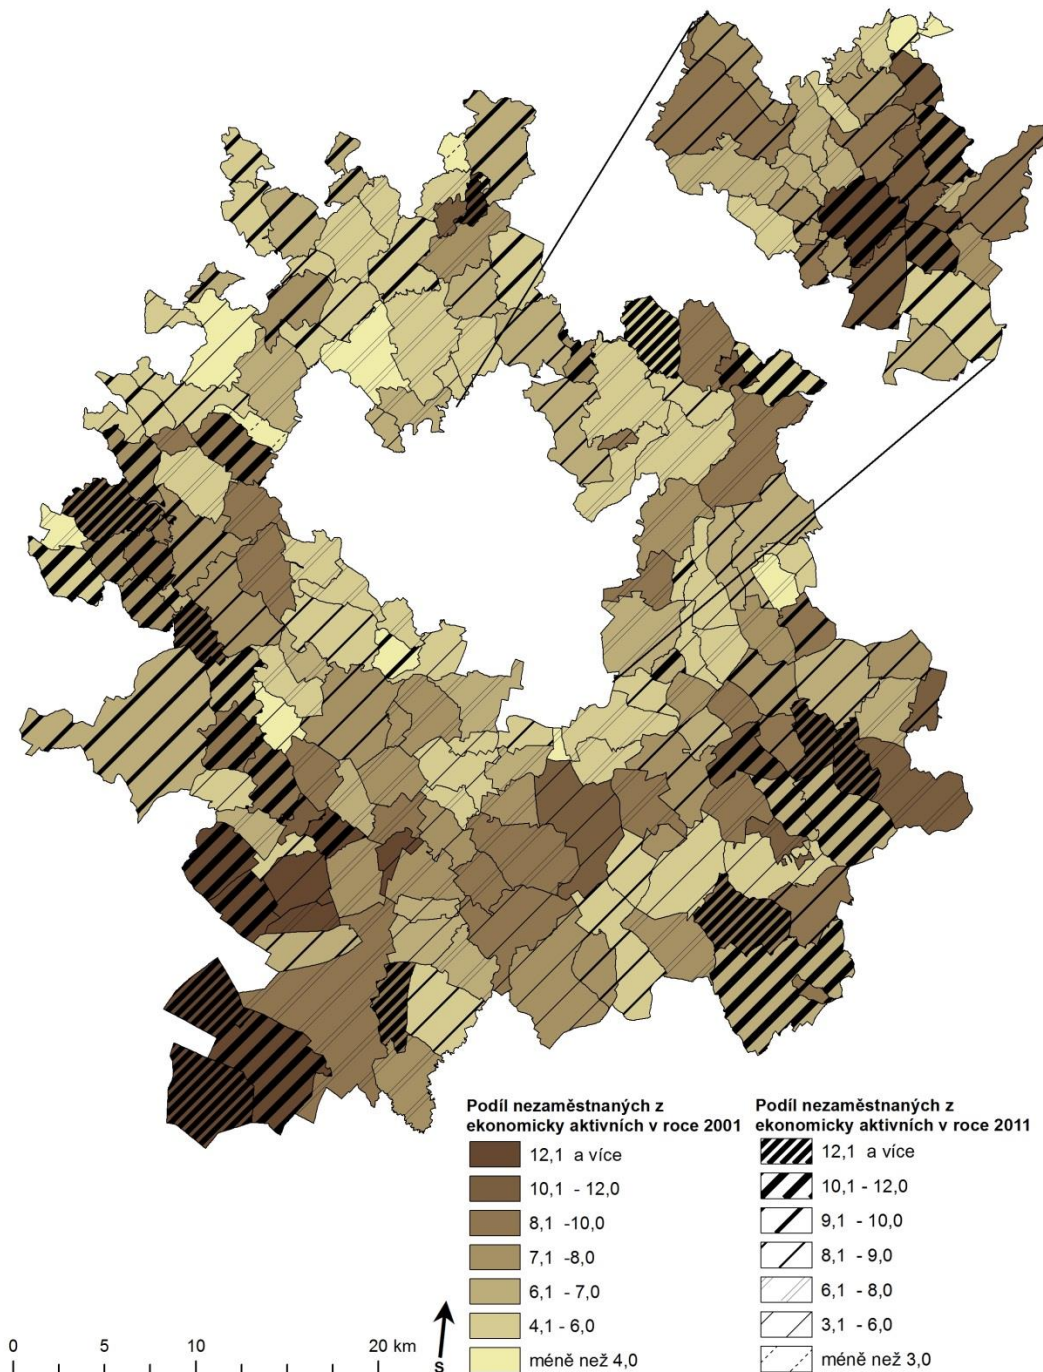 Podíl nezaměstnaných z
ekonomicky aktivních v roce 2001
12,1 a více
10,1 - 12,0
8,1 -10,0
7,1 -8,0
6,1 - 7,0
4,1 - 6,0
méně než 4,0
Podíl nezaměstnaných z
ekonomicky aktivních v roce 2011
12,1 a více
10,1 - 12,0
9,1 - 10,0
8,1 - 9,0
6,1 - 8,0
3,1 - 6,0
méně než 3,0
0 5 10 20 km
S